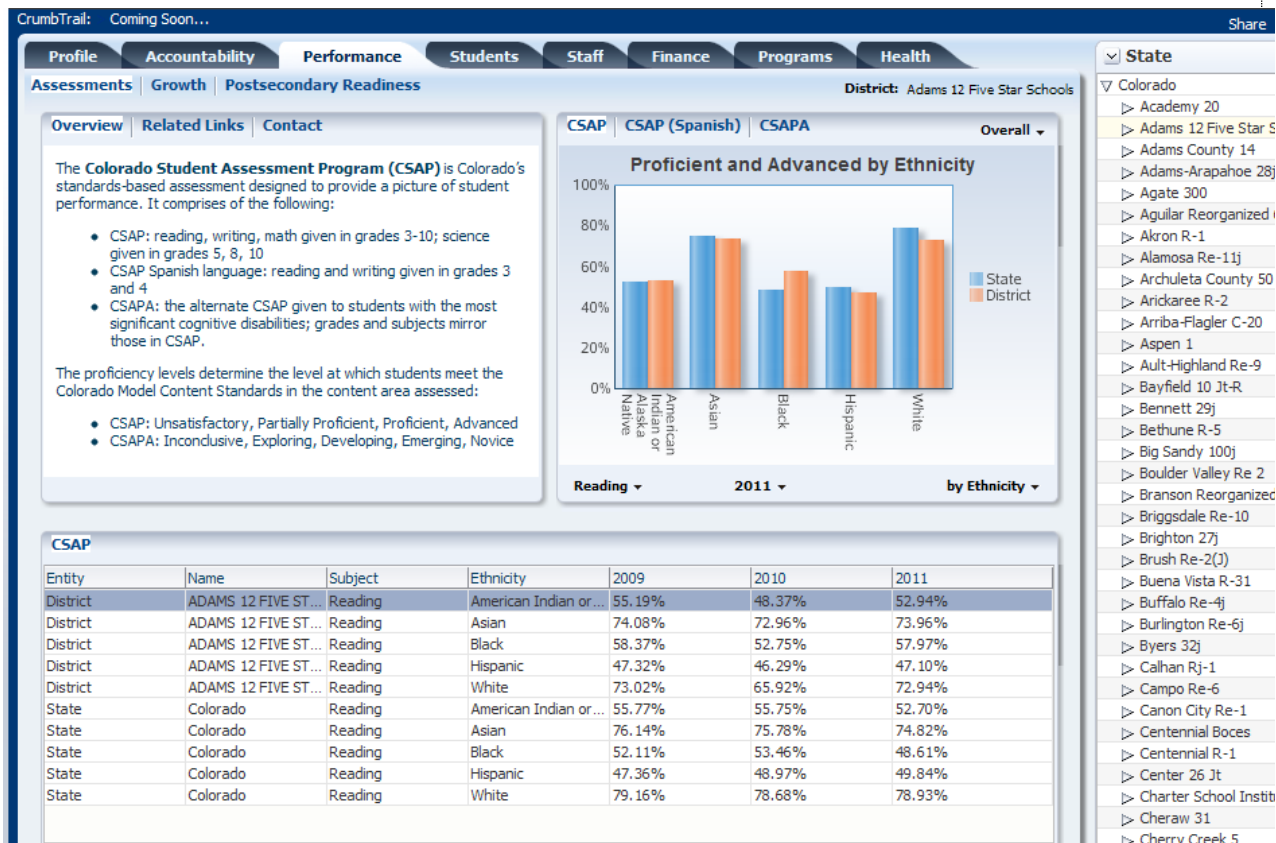 CrumbTrail: Coming Soon...
Share
Profile Accountability Performance Students Staff Finance Programs Health
Assessments Growth Postsecondary Readiness
District: Adams 12 Five Star Schools
Overview Related Links Contact
The Colorado Student Assessment Program (CSAP) is Colorado's
standards-based assessment designed to provide a picture of student
performance. It comprises of the following:
CSAP: reading, writing, math given in grades 3-10; science
given in grades 5, 8, 10
CSAP Spanish language: reading and writing given in grades 3
and 4
CSAPA: the alternate CSAP given to students with the most
significant cognitive disabilities; grades and subjects mirror
those in CSAP.
The proficiency levels determine the level at which students meet the
Colorado Model Content Standards in the content area assessed:
CSAP: Unsatisfactory, Partially Proficient, Proficient, Advanced
CSAPA: Inconclusive, Exploring, Developing, Emerging, Novice
CSAP CSAP (Spanish) CSAPA
Overall
Proficient and Advanced by Ethnicity
100%
80%
60%
40%
20%
0%
American
Indian or
Alaska
Native
Asian
Black
Hispanic
White
State
District
Reading 2011 by Ethnicity
CSAP
Entity Name Subject Ethnicity 2009 2010 2011
District ADAMS 12 FIVE ST... Reading American Indian or... 55.19% 48.37% 52.94%
District ADAMS 12 FIVE ST... Reading Asian 74.08% 72.96% 73.96%
District ADAMS 12 FIVE ST... Reading Black 58.37% 52.75% 57.97%
District ADAMS 12 FIVE ST... Reading Hispanic 47.32% 46.29% 47.10%
District ADAMS 12 FIVE ST... Reading White 73.02% 65.92% 72.94%
State Colorado Reading American Indian or... 55.77% 55.75% 52.70%
State Colorado Reading Asian 76.14% 75.78% 74.82%
State Colorado Reading Black 52.11% 53.46% 48.61%
State Colorado Reading Hispanic 47.36% 48.97% 49.84%
State Colorado Reading White 79.16% 78.68% 78.93%
State
Colorado
Academy 20
Adams 12 Five Star S
Adams County 14
Adams-Arapahoe 28j
Agate 300
Aguilar Reorganized
Akron R-1
Alamosa Re-11j
Archuleta County 50
Arickaree R-2
Arriba-Flagler C-20
Aspen 1
Ault-Highland Re-9
Bayfield 10 Jt-R
Bennett 29j
Bethune R-5
Big Sandy 100j
Boulder Valley Re 2
Branson Reorganized
Briggsdale Re-10
Brighton 27j
Brush Re-2(J)
Buena Vista R-31
Buffalo Re-4j
Burlington Re-6j
Byers 32j
Calhan Rj-1
Campo Re-6
Canon City Re-1
Centennial Boces
Centennial R-1
Center 26 Jt
Charter School Institu
Cheraw 31
Cherry Creek 5